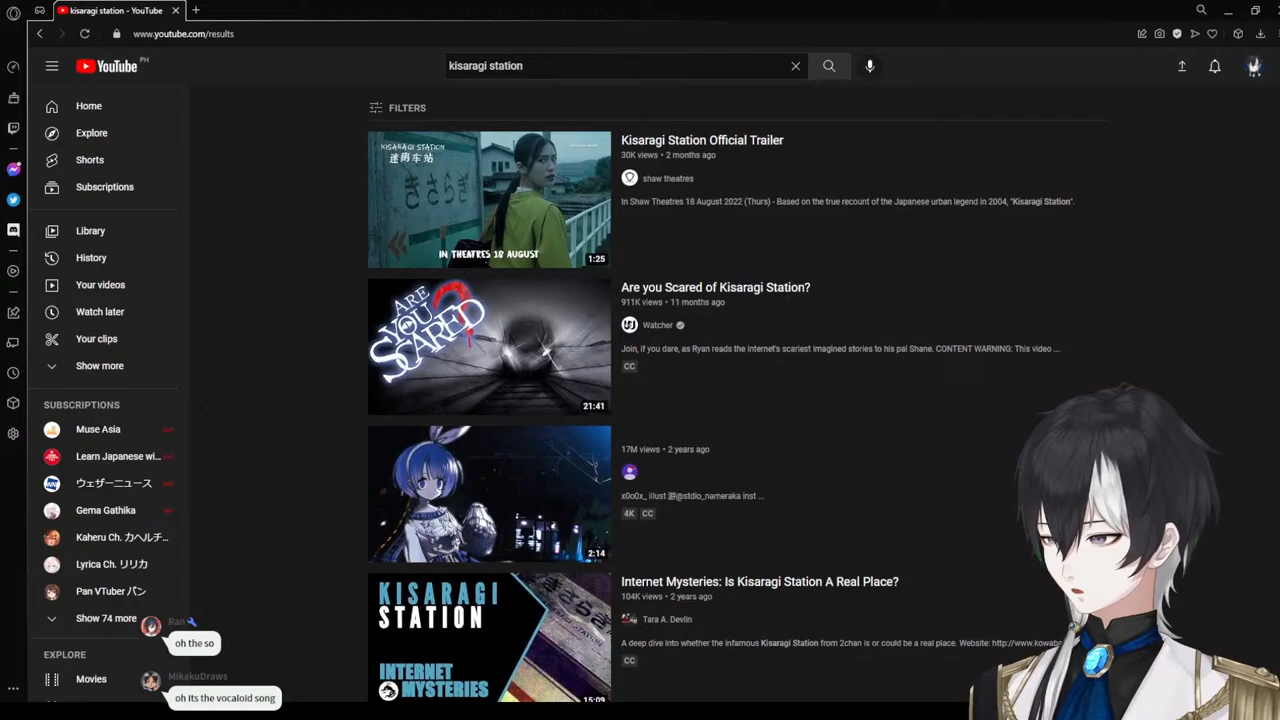 kisaragi station - YouTube
www.youtube.com/results
YouTube PH
kisaragi station
Home
Explore
Shorts
Subscriptions
Library
History
Your videos
Watch later
Your clips
Show more
SUBSCRIPTIONS
Muse Asia
Learn Japanese wi...
ウェザーニュース
Gema Gathika
Kaheru Ch. カヘルチ...
Lyrica Ch. リリカ
Pan VTuber パン
Show 74 more
EXPLORE
Movies
FILTERS
KISARAGI STATION
迷离车站
きさらぎ
IN THEATRES 18 AUGUST
1:25
Kisaragi Station Official Trailer
30K views • 2 months ago
shaw theatres
In Shaw Theatres 18 August 2022 (Thurs) - Based on the true recount of the Japanese urban legend in 2004, "Kisaragi Station".
ARE
YOU
SCARED
?
21:41
Are you Scared of Kisaragi Station?
911K views • 11 months ago
Watcher
Join, if you dare, as Ryan reads the internet's scariest imagined stories to his pal Shane. CONTENT WARNING: This video ...
CC
2:14
17M views • 2 years ago
x0o0x_ illust 游@stdio_nameraka inst ...
4K CC
KISARAGI
STATION
INTERNET
MYSTERIES
15:09
Internet Mysteries: Is Kisaragi Station A Real Place?
104K views • 2 years ago
Tara A. Devlin
A deep dive into whether the infamous Kisaragi Station from 2chan is or could be a real place. Website: http://www.kowaba
CC
Ran
oh the so
MikakuDraws
oh its the vocaloid song